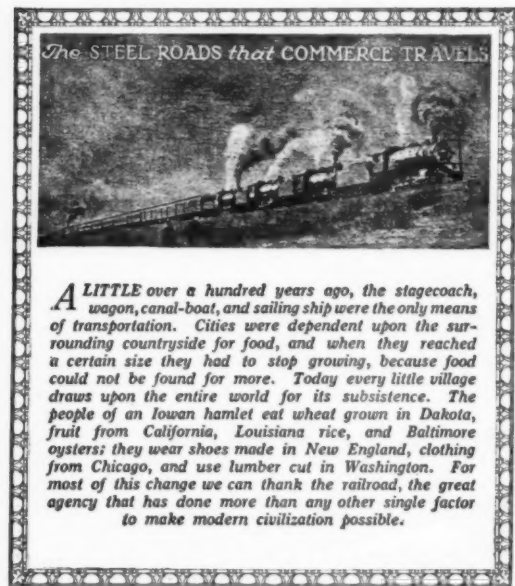 The STEEL ROADS that COMMERCE TRAVELS
A LITTLE over a hundred years ago, the stagecoach,
wagon, canal-boat, and sailing ship were the only means
of transportation. Cities were dependent upon the sur-
rounding countryside for food, and when they reached
a certain size they had to stop growing, because food
could not be found for more. Today every little village
draws upon the entire world for its subsistence. The
people of an Iowan hamlet eat wheat grown in Dakota,
fruit from California, Louisiana rice, and Baltimore
oysters; they wear shoes made in New England, clothing
from Chicago, and use lumber cut in Washington. For
most of this change we can thank the railroad, the great
agency that has done more than any other single factor
to make modern civilization possible.